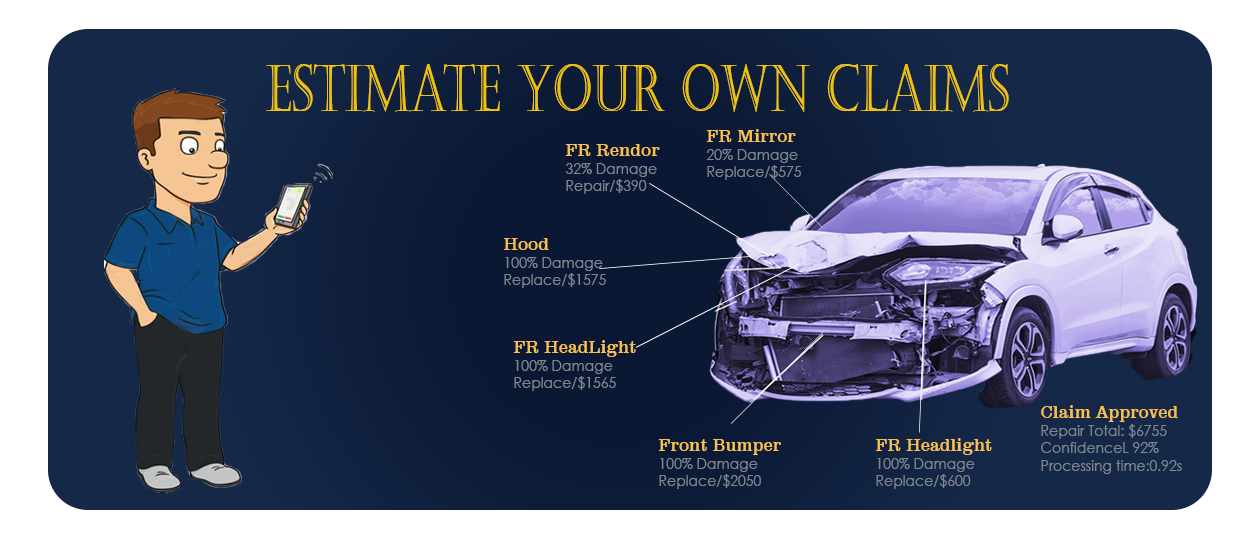 ESTIMATE YOUR OWN CLAIMS
FR Mirror
20% Damage
Replace/$575
FR Rendor
32% Damage
Repair/$390
Hood
100% Damage
Replace/$1575
FR HeadLight
100% Damage
Replace/$1565
Front Bumper
100% Damage
Replace/$2050
FR Headlight
100% Damage
Replace/$600
Claim Approved
Repair Total: $6755
ConfidenceL 92%
Processing time:0.92s